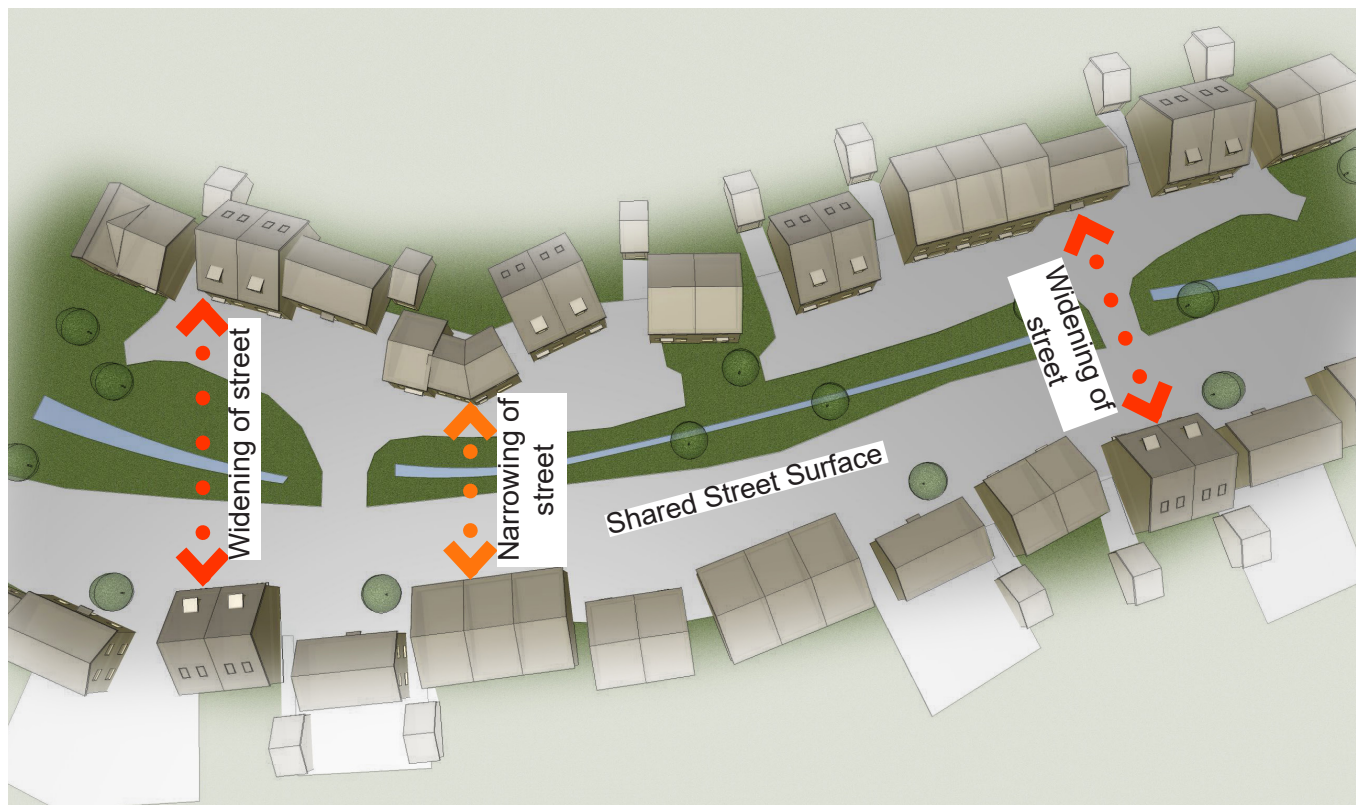 Widening of street
Narrowing of
street
Shared Street Surface
Widening of
street